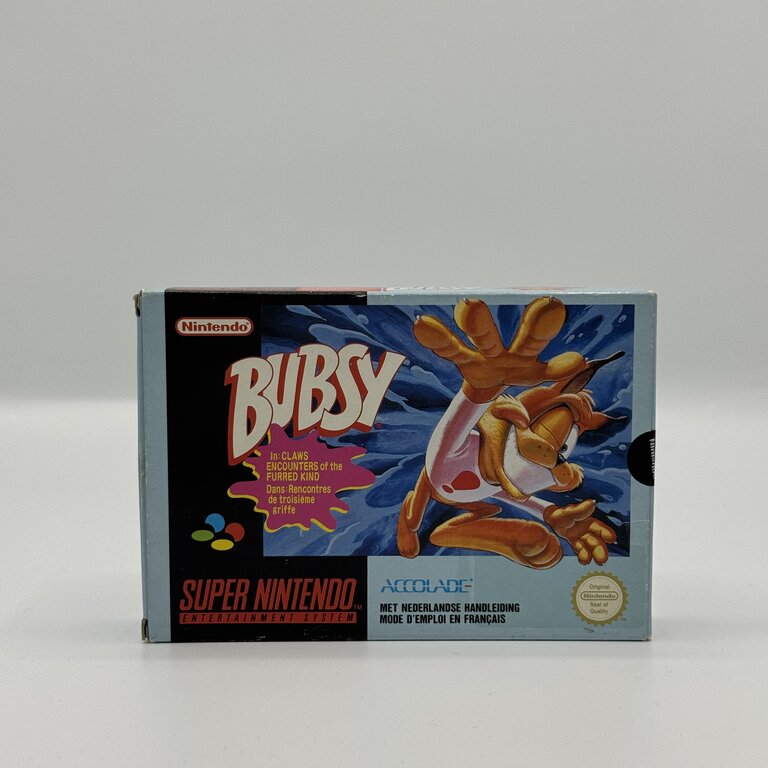 Nintendo
BUBSY
In: CLAWS
ENCOUNTERS of the
FURRED KIND
Dans: Rencontres
de troisième
griffe
SUPER NINTENDO™
ENTERTAINMENT SYSTEM
ACCOLADE
MET NEDERLANDSE HANDLEIDING
MODE D'EMPLOI EN FRANÇAIS
Original
Nintendo
Seal of
Quality